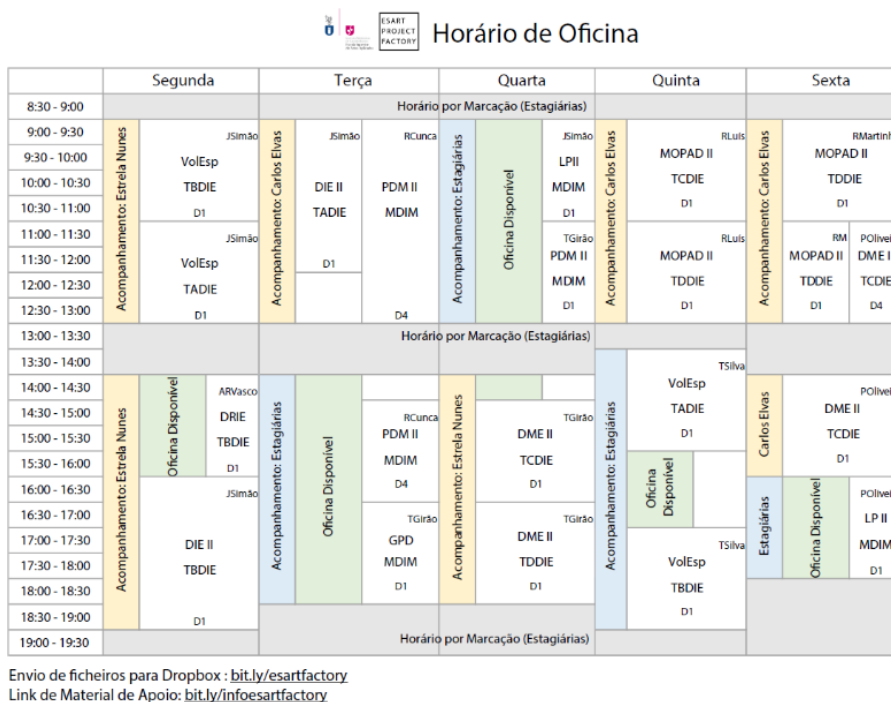 ESART
PROJECT
FACTORY
Horário de Oficina
Segunda
Terça
Quarta
Quinta
Sexta
8:30 - 9:00
Horário por Marcação (Estagiárias)
9:00 - 9:30
9:30 - 10:00
10:00 - 10:30
10:30 - 11:00
11:00 - 11:30
11:30 - 12:00
12:00 - 12:30
12:30 - 13:00
Acompanhamento: Estrela Nunes
JSimão
VolEsp
TBDIE
D1
JSimão
VolEsp
TADIE
D1
Acompanhamento: Carlos Elvas
JSimão
DIE II
TADIE
D1
RCunca
PDM II
MDIM
D4
Acompanhamento: Estagiárias
Oficina Disponível
JSimão
LPII
MDIM
D1
TGirão
PDM II
MDIM
D1
Acompanhamento: Carlos Elvas
RLuís
MOPAD II
TCDIE
D1
RLuís
MOPAD II
TDDIE
D1
Acompanhamento: Carlos Elvas
RMartinh
MOPAD II
TDDIE
D1
RM
MOPAD II
TDDIE
D1
POlivei
DME I
TCDIE
D4
13:00 - 13:30
Horário por Marcação (Estagiárias)
13:30 - 14:00
14:00 - 14:30
14:30 - 15:00
15:00 - 15:30
15:30 - 16:00
16:00 - 16:30
16:30 - 17:00
17:00 - 17:30
17:30 - 18:00
18:00 - 18:30
18:30 - 19:00
19:00 - 19:30
Acompanhamento: Estrela Nunes
Oficina Disponível
ARVasco
DRIE
TBDIE
D1
JSimão
DIE II
TBDIE
D1
Acompanhamento: Estagiárias
Oficina Disponível
RCunca
PDM II
MDIM
D4
TGirão
GPD
MDIM
D1
Acompanhamento: Estrela Nunes
TGirão
DME II
TCDIE
D1
TGirão
DME II
TDDIE
D1
Acompanhamento: Estagiárias
TSilva
VolEsp
TADIE
D1
Oficina
Disponível
TSilva
VolEsp
TBDIE
D1
Carlos Elvas
POlivei
DME II
TCDIE
D1
Estagiárias
Oficina Disponível
POlivei
LP II
MDIM
D1
Horário por Marcação (Estagiárias)
Envio de ficheiros para Dropbox : bit.ly/esartfactory
Link de Material de Apoio: bit.ly/infoesartfactory